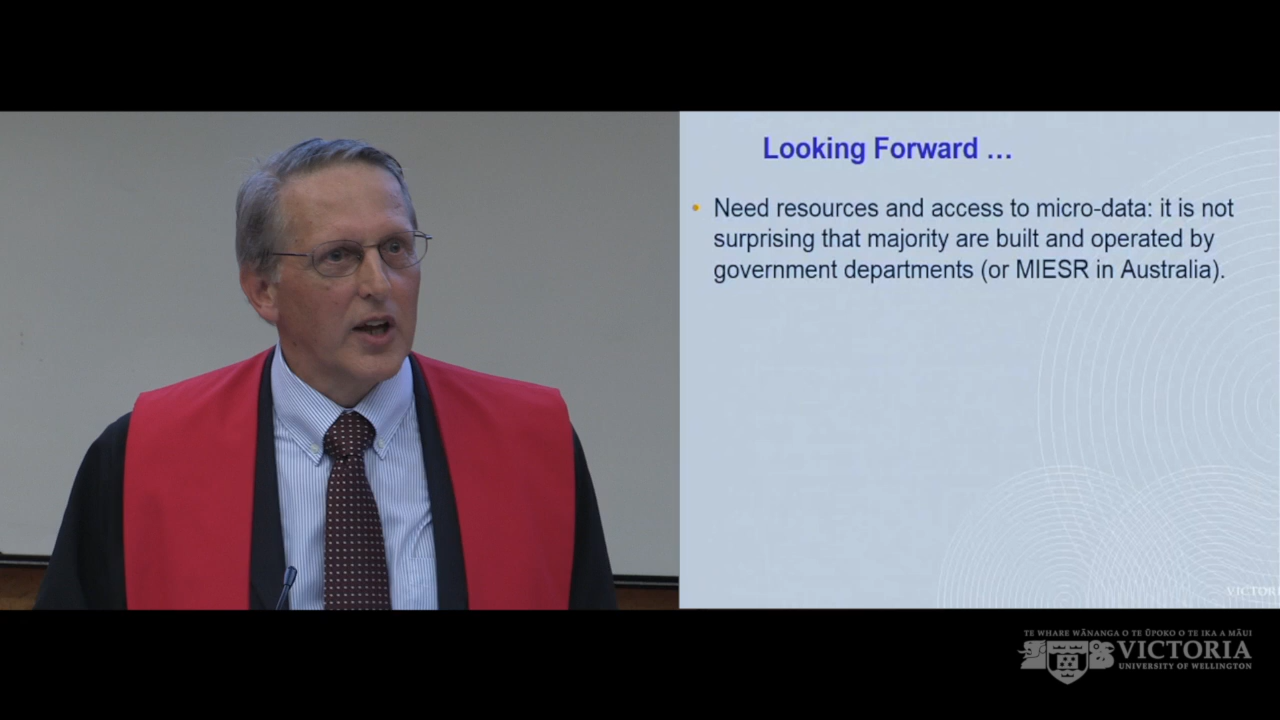 Looking Forward ...
• Need resources and access to micro-data: it is not
surprising that majority are built and operated by
government departments (or MIESR in Australia).
TE WHARE WĀNANGA O TE ŪPOKO O TE IKA A MĀUI
VICTORIA
UNIVERSITY OF WELLINGTON